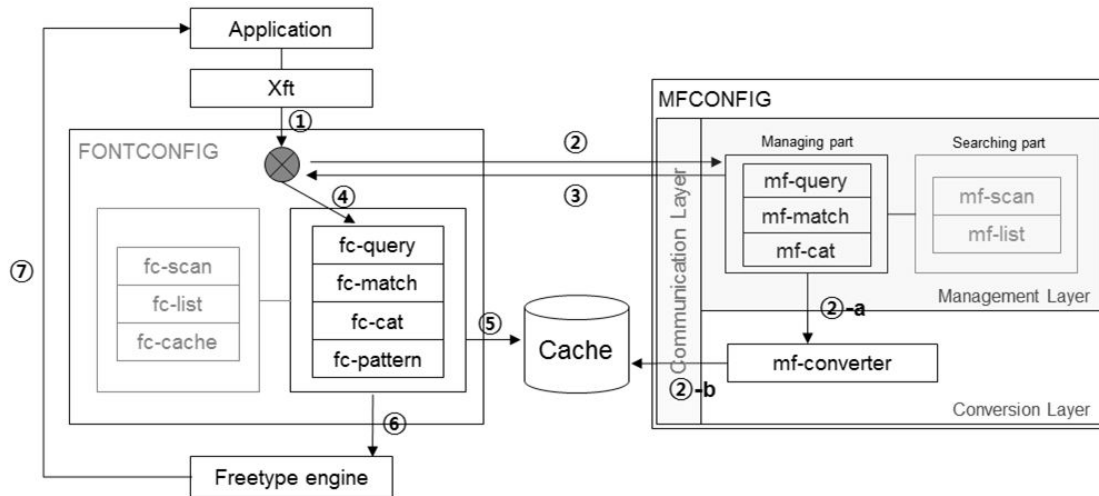 Application
Xft
①
FONTCONFIG
④
fc-scan
fc-list
fc-cache
fc-query
fc-match
fc-cat
fc-pattern
⑤
⑥
⑦
Freetype engine
②
③
Cache
MFCONFIG
Communication Layer
Managing part
mf-query
mf-match
mf-cat
Searching part
mf-scan
mf-list
Management Layer
②-a
mf-converter
②-b
Conversion Layer